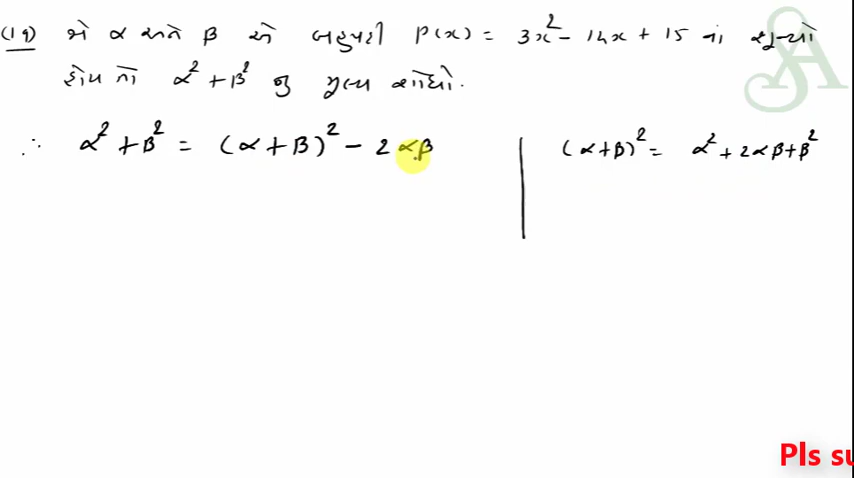 (19) જો α અને β એ બહુપદી P(x) = 3x² - 14x + 15 નાં શૂન્યો
હોય તો α² + β² નુ મુલ્ય શોધો.
∴ α² + β² = (α + β)² - 2αβ
(α+β)² = α² + 2αβ + β²
Pls su